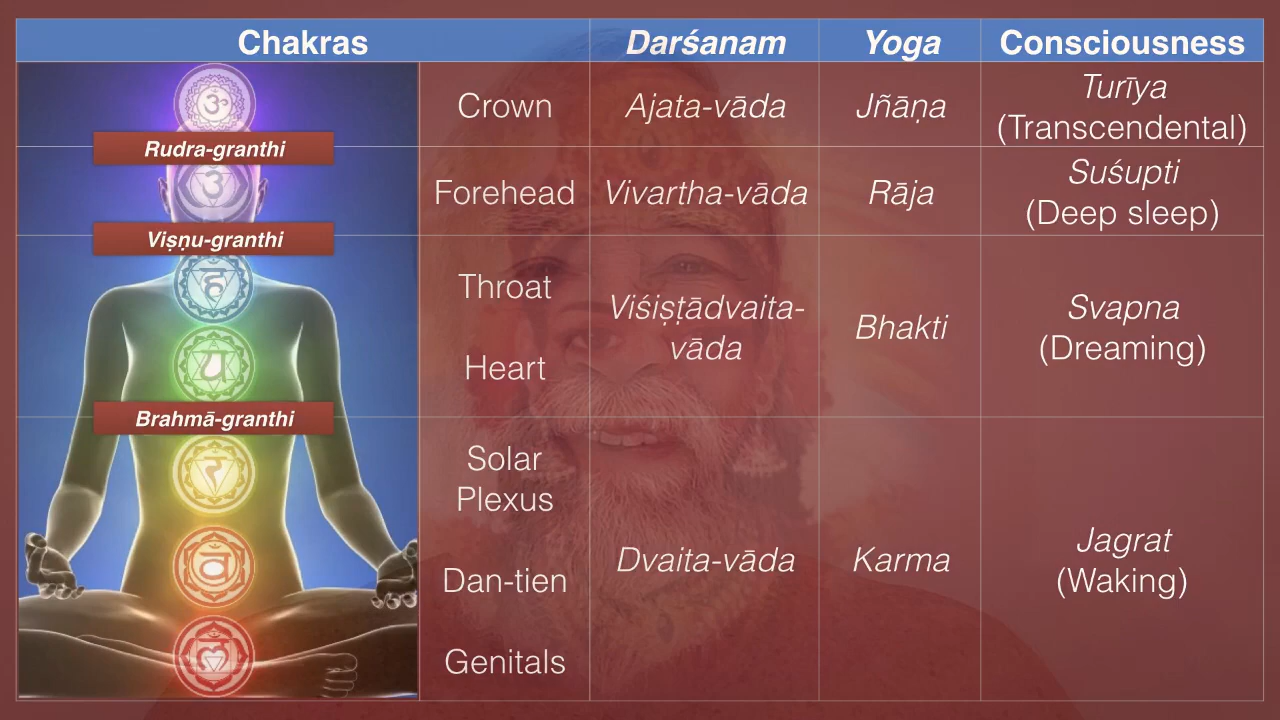 Chakras Darśanam Yoga Consciousness
ॐ
Rudra-granthi
Crown Ajata-vāda Jñāṇa Turīya
(Transcendental)
ॐ
Viṣṇu-granthi
Forehead Vivartha-vāda Rāja Suśupti
(Deep sleep)
हं
Throat
यं
Heart
Viśiṣṭādvaita-
vāda
Bhakti
Svapna
(Dreaming)
Brahmā-granthi
रं
Solar
Plexus
वं
Dan-tien
लं
Genitals
Dvaita-vāda Karma Jagrat
(Waking)